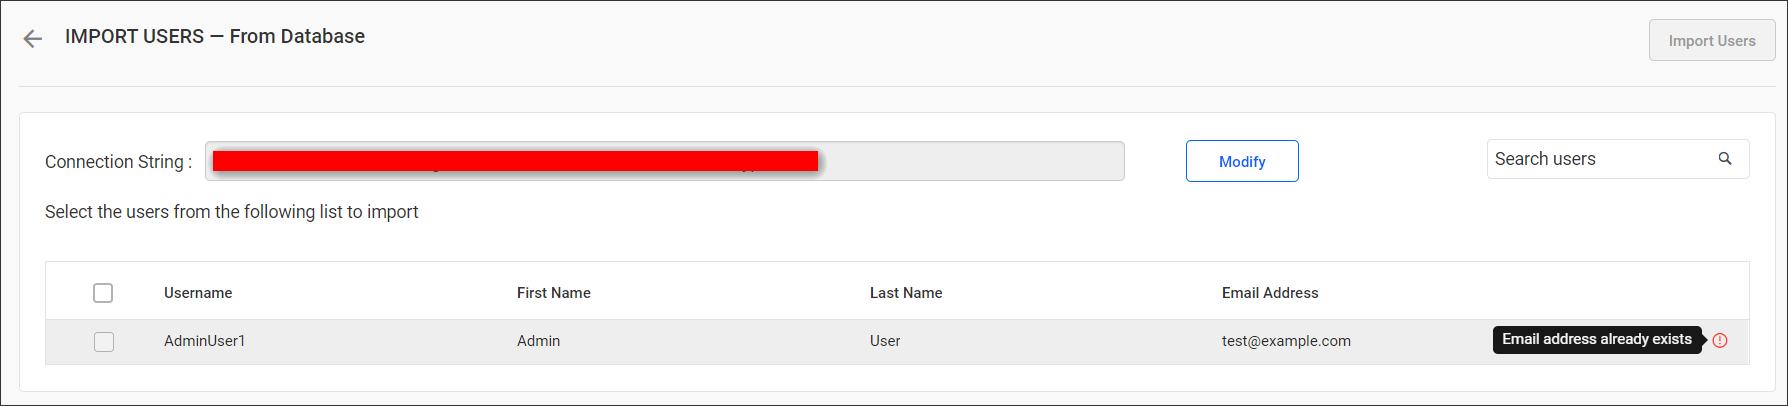 IMPORT USERS — From Database
Import Users
Connection String :
Modify
Search users
Select the users from the following list to import
Username First Name Last Name Email Address
AdminUser1 Admin User test@example.com Email address already exists